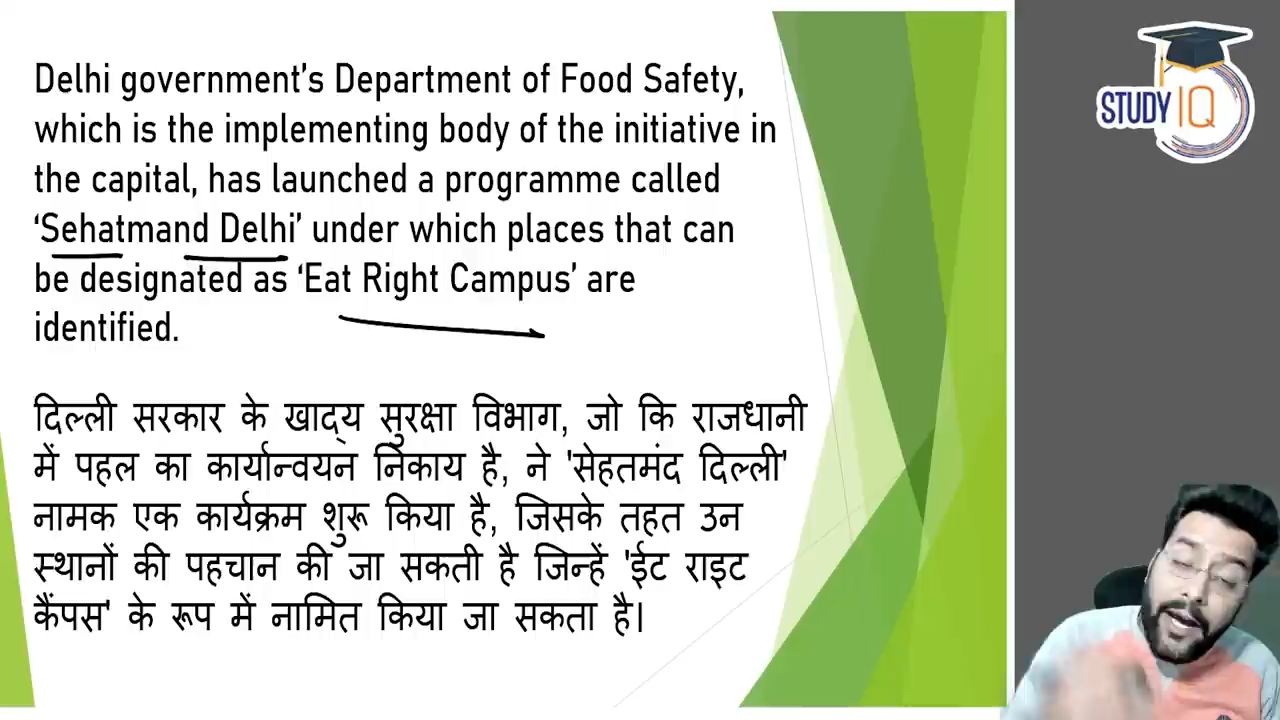 Delhi government's Department of Food Safety,
which is the implementing body of the initiative in
the capital, has launched a programme called
'Sehatmand Delhi' under which places that can
be designated as 'Eat Right Campus' are
identified.
दिल्ली सरकार के खाद्य सुरक्षा विभाग, जो कि राजधानी
में पहल का कार्यान्वयन निकाय है, ने 'सेहतमंद दिल्ली'
नामक एक कार्यक्रम शुरू किया है, जिसके तहत उन
स्थानों की पहचान की जा सकती है जिन्हें 'ईट राइट
कैंपस' के रूप में नामित किया जा सकता है।
STUDY IQ